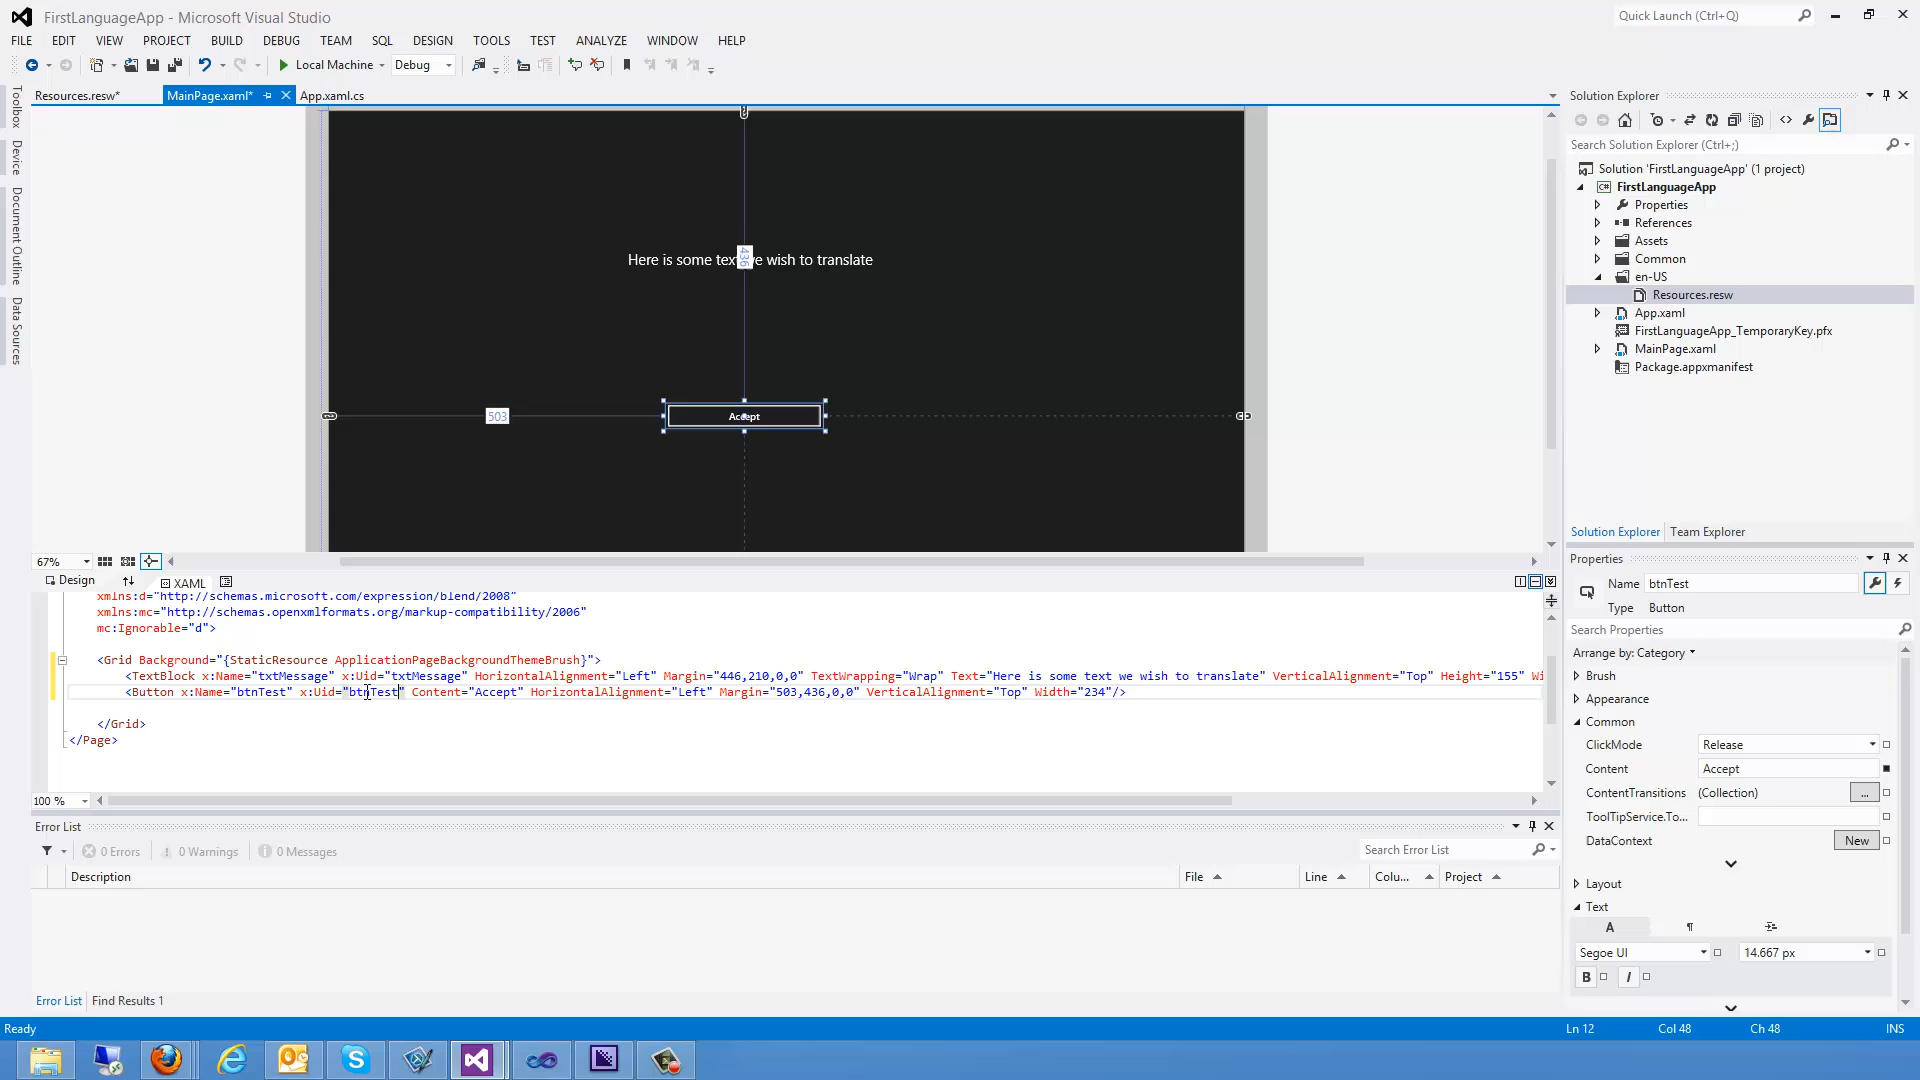 FirstLanguageApp - Microsoft Visual Studio
Quick Launch (Ctrl+Q)
FILE EDIT VIEW PROJECT BUILD DEBUG TEAM SQL DESIGN TOOLS TEST ANALYZE WINDOW HELP
Local Machine Debug
Resources.resw* MainPage.xaml* App.xaml.cs
Toolbox
Device
Document Outline
Data Sources
Here is some text we wish to translate
436
503
Accept
67%
Design XAML
xmlns:d="http://schemas.microsoft.com/expression/blend/2008"
xmlns:mc="http://schemas.openxmlformats.org/markup-compatibility/2006"
mc:Ignorable="d">
<Grid Background="{StaticResource ApplicationPageBackgroundThemeBrush}">
<TextBlock x:Name="txtMessage" x:Uid="txtMessage" HorizontalAlignment="Left" Margin="446,210,0,0" TextWrapping="Wrap" Text="Here is some text we wish to translate" VerticalAlignment="Top" Height="155" Wi
<Button x:Name="btnTest" x:Uid="btnTest" Content="Accept" HorizontalAlignment="Left" Margin="503,436,0,0" VerticalAlignment="Top" Width="234"/>
</Grid>
</Page>
100 %
Error List
0 Errors 0 Warnings 0 Messages
Search Error List
Description File Line Colu... Project
Error List Find Results 1
Solution Explorer
Search Solution Explorer (Ctrl+;)
Solution 'FirstLanguageApp' (1 project)
FirstLanguageApp
Properties
References
Assets
Common
en-US
Resources.resw
App.xaml
FirstLanguageApp_TemporaryKey.pfx
MainPage.xaml
Package.appxmanifest
Solution Explorer Team Explorer
Properties
Name btnTest
Type Button
Search Properties
Arrange by: Category
Brush
Appearance
Common
ClickMode Release
Content Accept
ContentTransitions (Collection) ...
ToolTipService.To...
DataContext New
Layout
Text
A ¶
Segoe UI 14.667 px
B I
Ready Ln 12 Col 48 Ch 48 INS